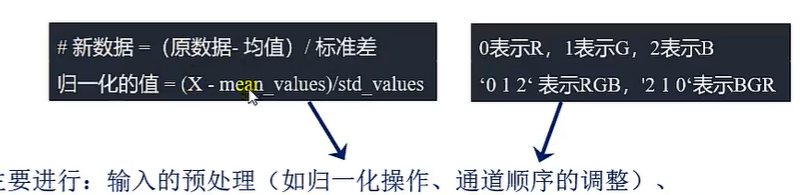 # 新数据 =（原数据- 均值）/ 标准差
归一化的值 = (X - mean_values)/std_values
0表示R，1表示G，2表示B
‘0 1 2‘ 表示RGB，'2 1 0‘表示BGR
主要进行：输入的预处理（如归一化操作、通道顺序的调整）、